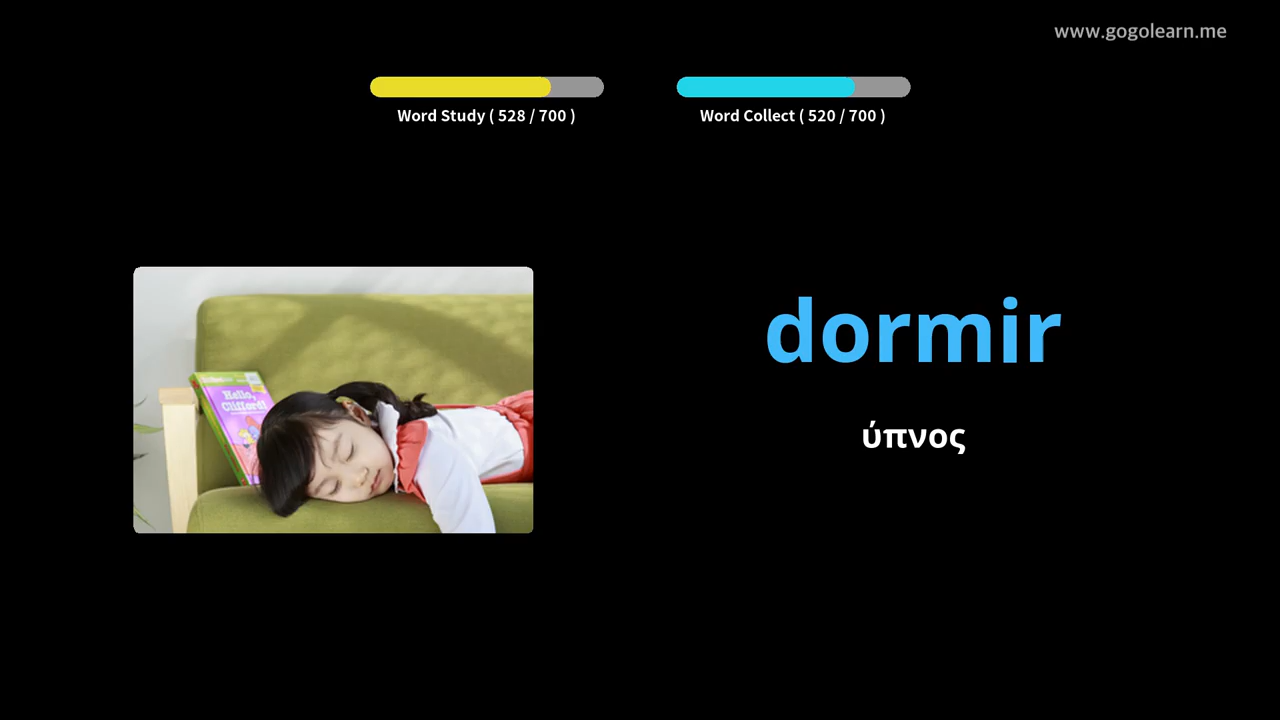 www.gogolearn.me
Word Study ( 528 / 700 )
Word Collect ( 520 / 700 )
dormir
ύπνος
Hello,
Clifford!